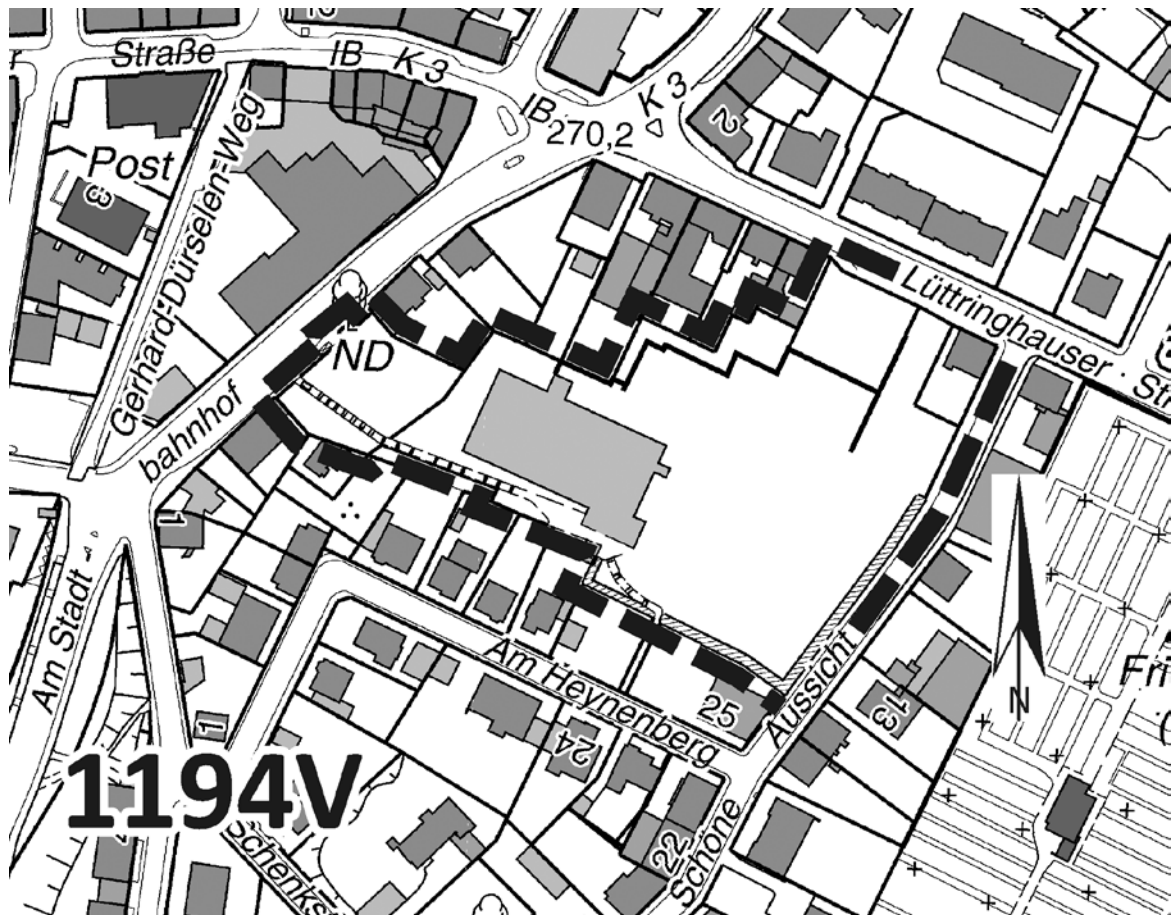 Straße
IB
K 3
IB
K 3
270,2
2
Post
3
Gerhard-Dürselen-Weg
Lüttringhauser · Str
ND
bahnhof
1
Am Stadt
Am Heynenberg
25
Schöne Aussicht
13
24
22
1
N
Fri
(
1194V